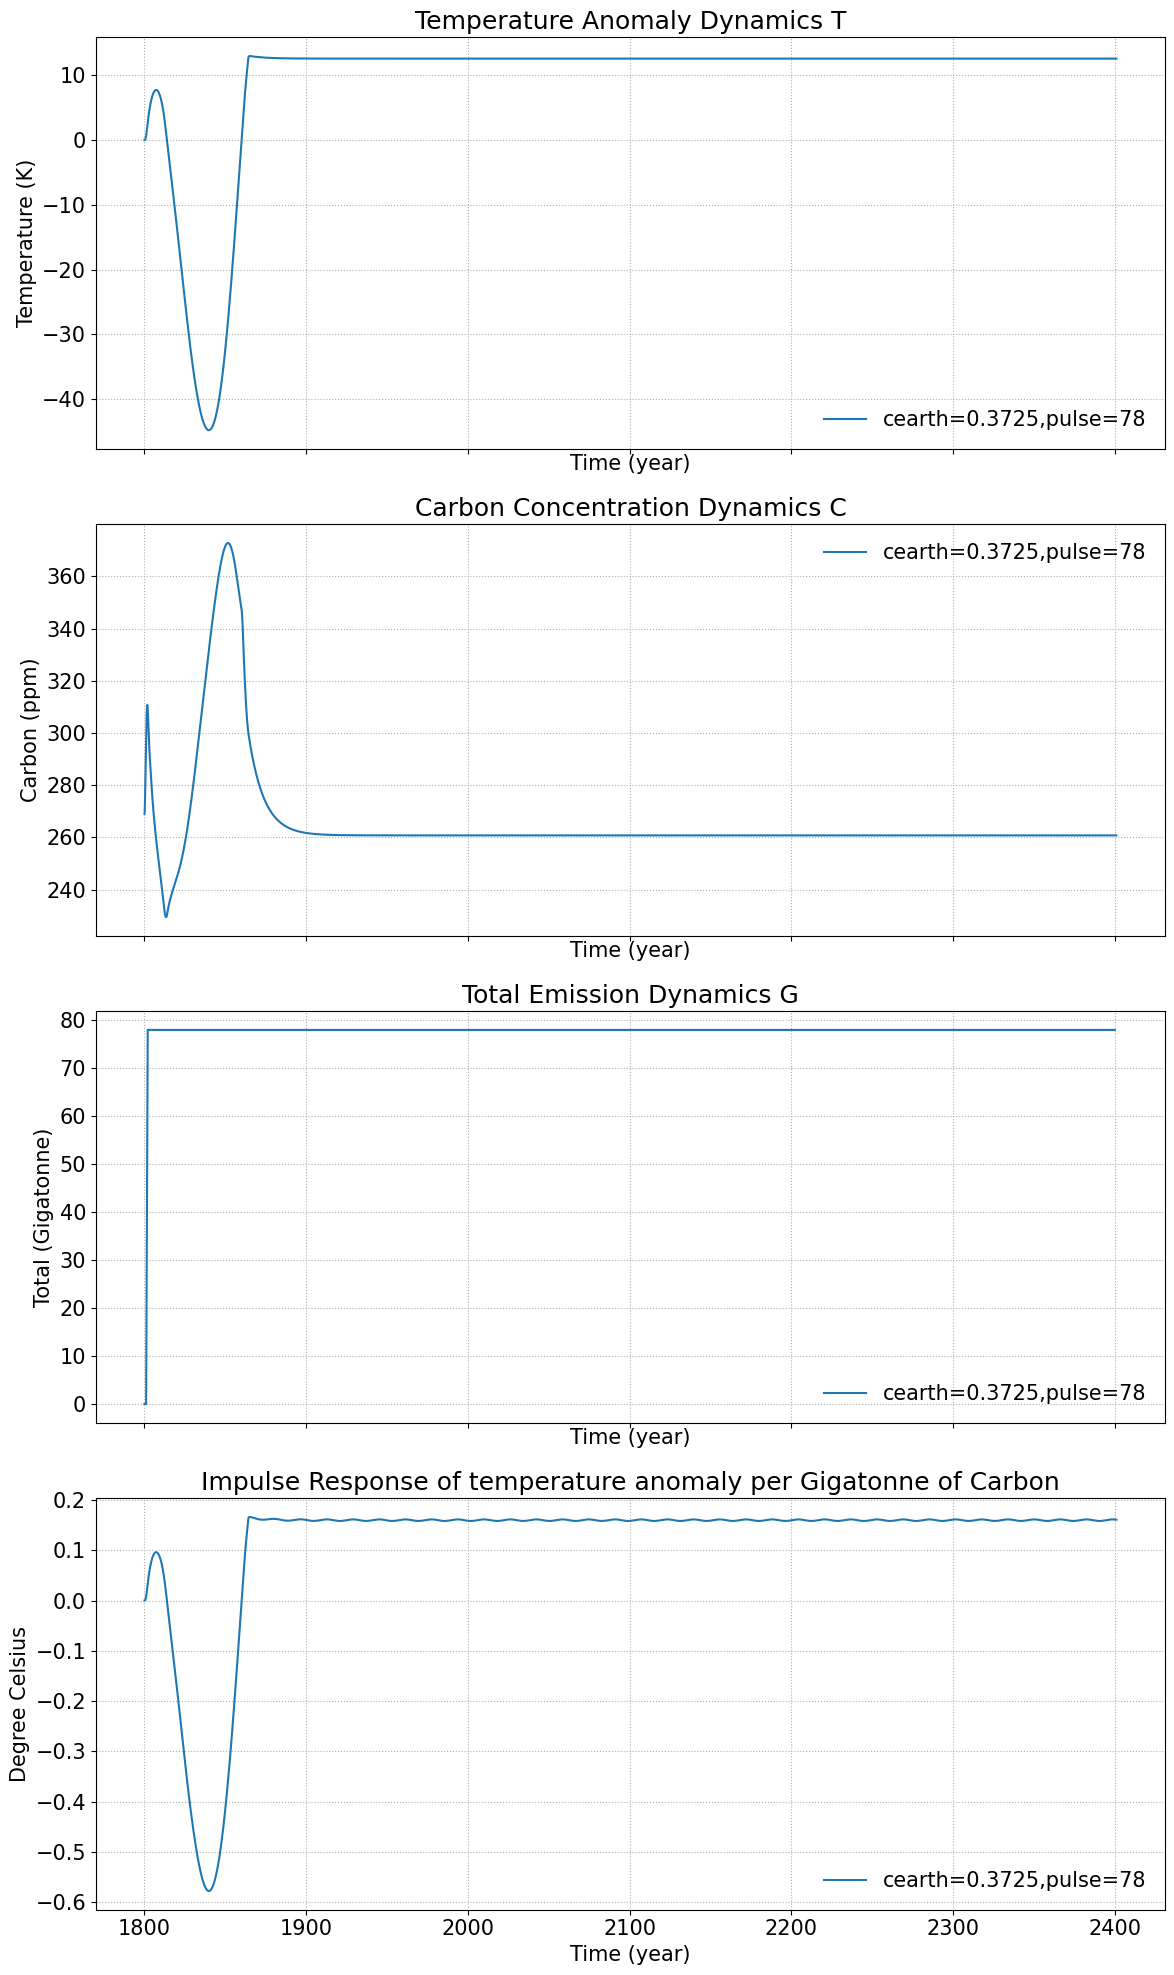 Temperature Anomaly Dynamics T
10
0
−10
−20
−30
−40
Temperature (K)
cearth=0.3725,pulse=78
Time (year)
Carbon Concentration Dynamics C
360
340
320
300
280
260
240
Carbon (ppm)
cearth=0.3725,pulse=78
Time (year)
Total Emission Dynamics G
80
70
60
50
40
30
20
10
0
Total (Gigatonne)
cearth=0.3725,pulse=78
Time (year)
Impulse Response of temperature anomaly per Gigatonne of Carbon
0.2
0.1
0.0
−0.1
−0.2
−0.3
−0.4
−0.5
−0.6
Degree Celsius
cearth=0.3725,pulse=78
1800 1900 2000 2100 2200 2300 2400
Time (year)